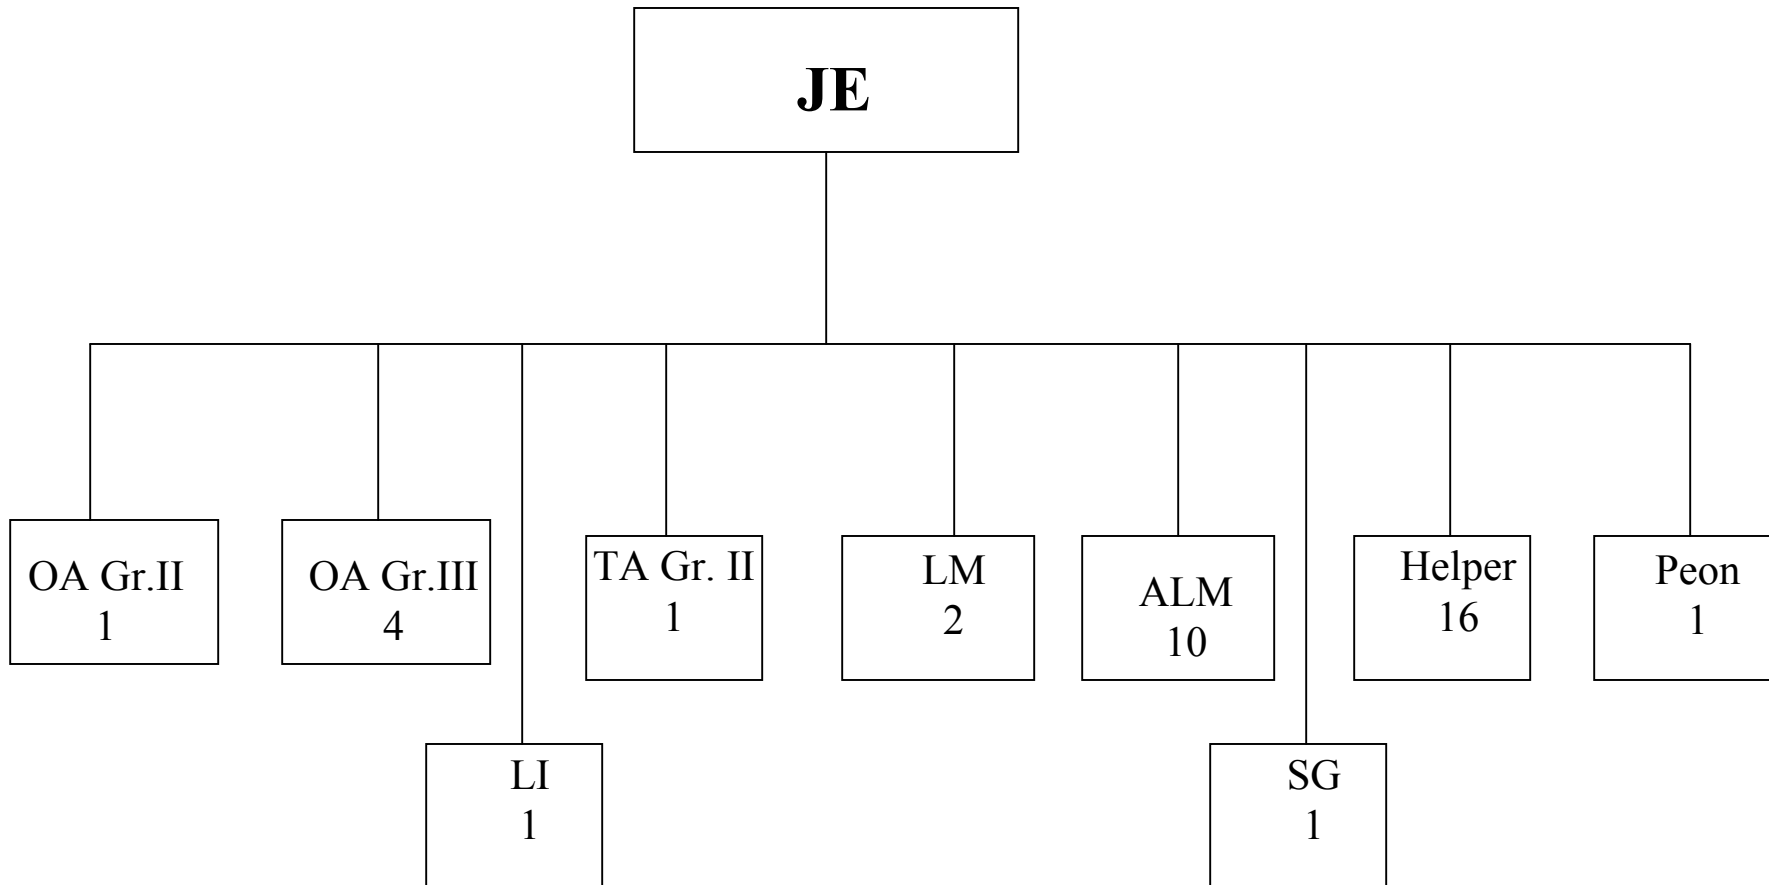 JE
OA Gr.II
1
OA Gr.III
4
TA Gr. II
1
LM
2
ALM
10
Helper
16
Peon
1
LI
1
SG
1